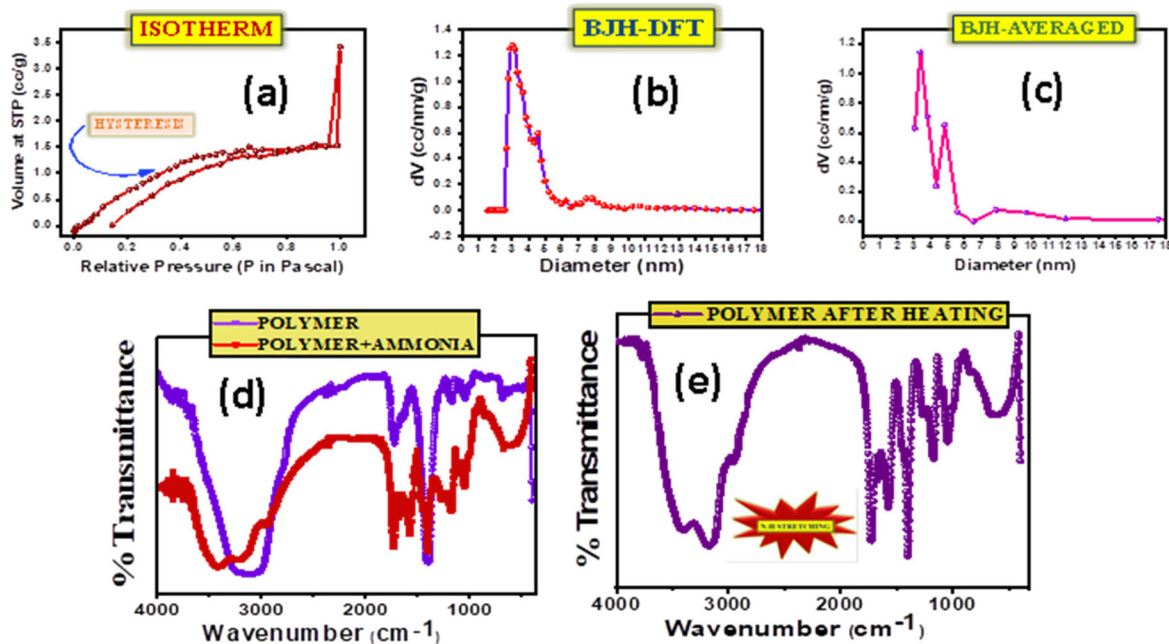 ISOTHERM
(a)
HYSTERESIS
Volume at STP (cc/g)
3.5
3.0
2.5
2.0
1.5
1.0
0.5
0.0
0.0 0.2 0.4 0.6 0.8 1.0
Relative Pressure (P in Pascal)
BJH-DFT
(b)
dV (cc/nm/g)
1.2
1.0
0.8
0.6
0.4
0.2
0.0
-0.2
0 1 2 3 4 5 6 7 8 9 10 11 12 13 14 15 16 17 18
Diameter (nm)
BJH-AVERAGED
(c)
dV (cc/nm/g)
1.2
1.0
0.8
0.6
0.4
0.2
0.0
0 1 2 3 4 5 6 7 8 9 10 11 12 13 14 15 16 17 18
Diameter (nm)
POLYMER
POLYMER+AMMONIA
(d)
% Transmittance
4000 3000 2000 1000
Wavenumber (cm-1)
POLYMER AFTER HEATING
(e)
N-H STRETCHING
% Transmittance
4000 3000 2000 1000
Wavenumber (cm-1)